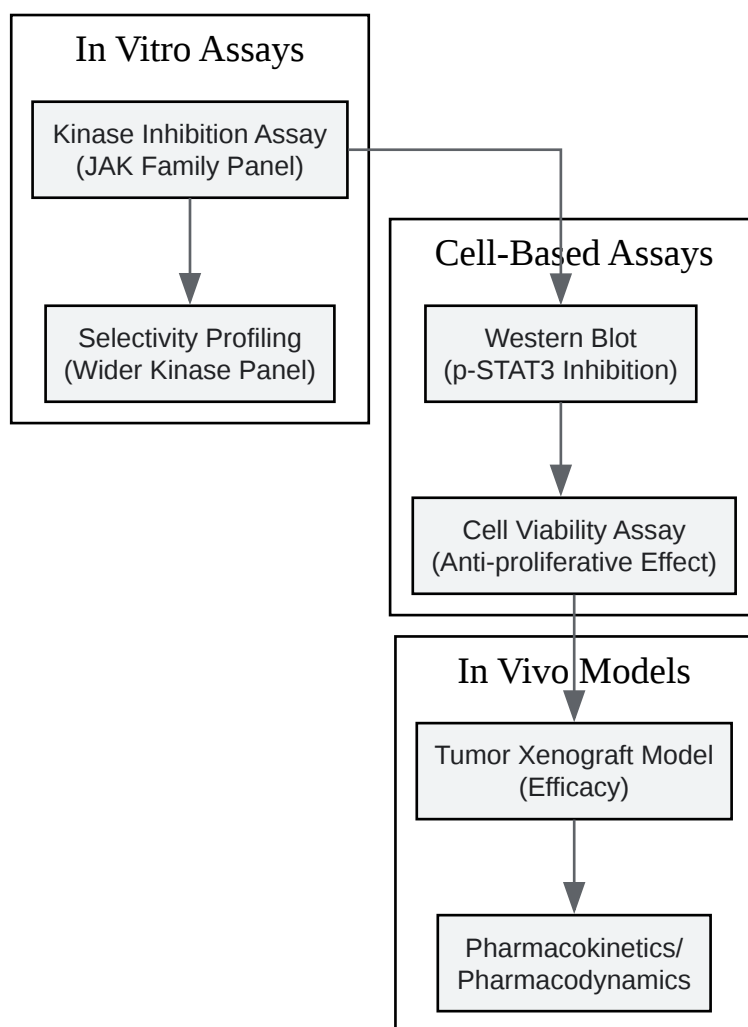 In Vitro Assays
Kinase Inhibition Assay
(JAK Family Panel)
Selectivity Profiling
(Wider Kinase Panel)
Cell-Based Assays
Western Blot
(p-STAT3 Inhibition)
Cell Viability Assay
(Anti-proliferative Effect)
In Vivo Models
Tumor Xenograft Model
(Efficacy)
Pharmacokinetics/
Pharmacodynamics